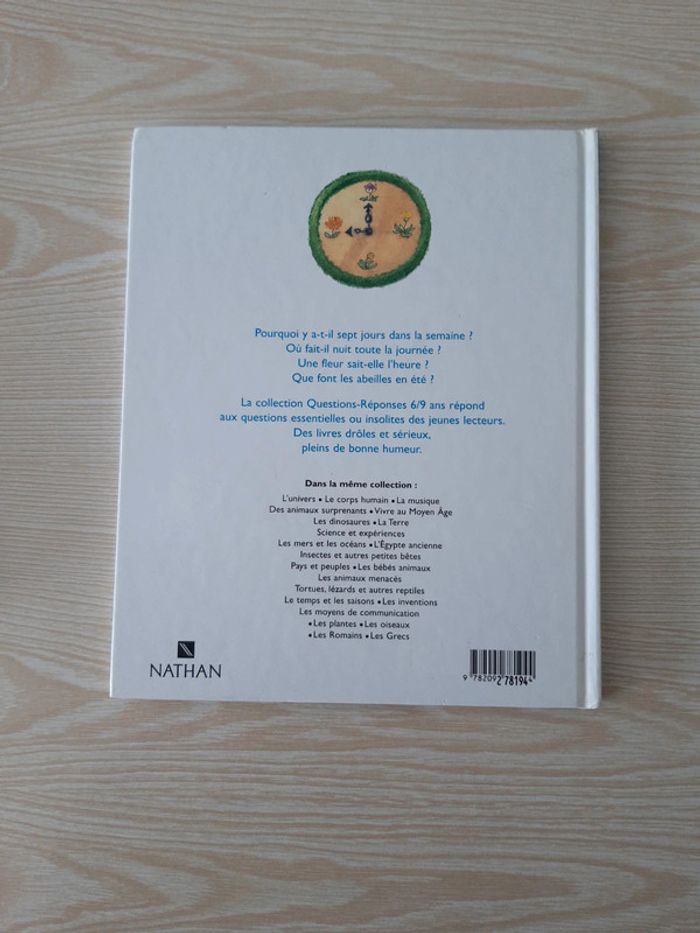 Pourquoi y a-t-il sept jours dans la semaine ?
Où fait-il nuit toute la journée ?
Une fleur sait-elle l'heure ?
Que font les abeilles en été ?
La collection Questions-Réponses 6/9 ans répond
aux questions essentielles ou insolites des jeunes lecteurs.
Des livres drôles et sérieux,
pleins de bonne humeur.
Dans la même collection :
L'univers • Le corps humain • La musique
Des animaux surprenants • Vivre au Moyen Âge
Les dinosaures • La Terre
Science et expériences
Les mers et les océans • L'Égypte ancienne
Insectes et autres petites bêtes
Pays et peuples • Les bébés animaux
Les animaux menacés
Tortues, lézards et autres reptiles
Le temps et les saisons • Les inventions
Les moyens de communication
• Les plantes • Les oiseaux
• Les Romains • Les Grecs
NATHAN
9 782092 781944